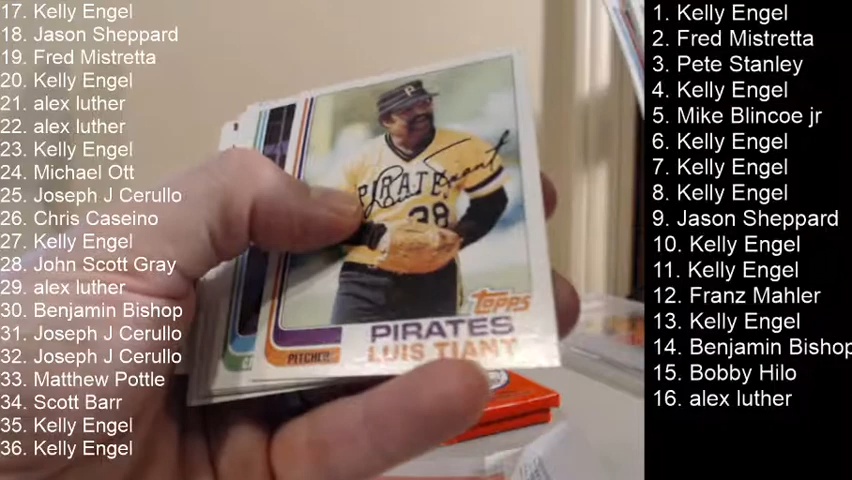 17. Kelly Engel
18. Jason Sheppard
19. Fred Mistretta
20. Kelly Engel
21. alex luther
22. alex luther
23. Kelly Engel
24. Michael Ott
25. Joseph J Cerullo
26. Chris Caseino
27. Kelly Engel
28. John Scott Gray
29. alex luther
30. Benjamin Bishop
31. Joseph J Cerullo
32. Joseph J Cerullo
33. Matthew Pottle
34. Scott Barr
35. Kelly Engel
36. Kelly Engel
P
PIRATES
Luis Tiant
38
Topps
PIRATES
PITCHER
LUIS TIANT
1. Kelly Engel
2. Fred Mistretta
3. Pete Stanley
4. Kelly Engel
5. Mike Blincoe jr
6. Kelly Engel
7. Kelly Engel
8. Kelly Engel
9. Jason Sheppard
10. Kelly Engel
11. Kelly Engel
12. Franz Mahler
13. Kelly Engel
14. Benjamin Bishop
15. Bobby Hilo
16. alex luther